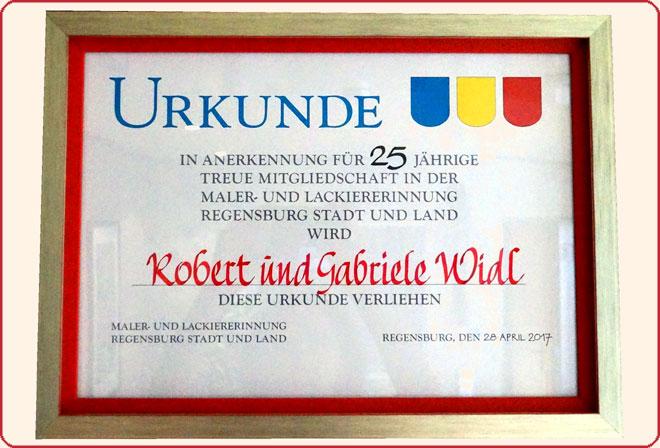 URKUNDE
IN ANERKENNUNG FÜR 25 JÄHRIGE
TREUE MITGLIEDSCHAFT IN DER
MALER- UND LACKIERERINNUNG
REGENSBURG STADT UND LAND
WIRD
Robert und Gabriele Widl
DIESE URKUNDE VERLIEHEN
MALER- UND LACKIERERINNUNG
REGENSBURG STADT UND LAND
REGENSBURG, DEN 28 APRIL 2017